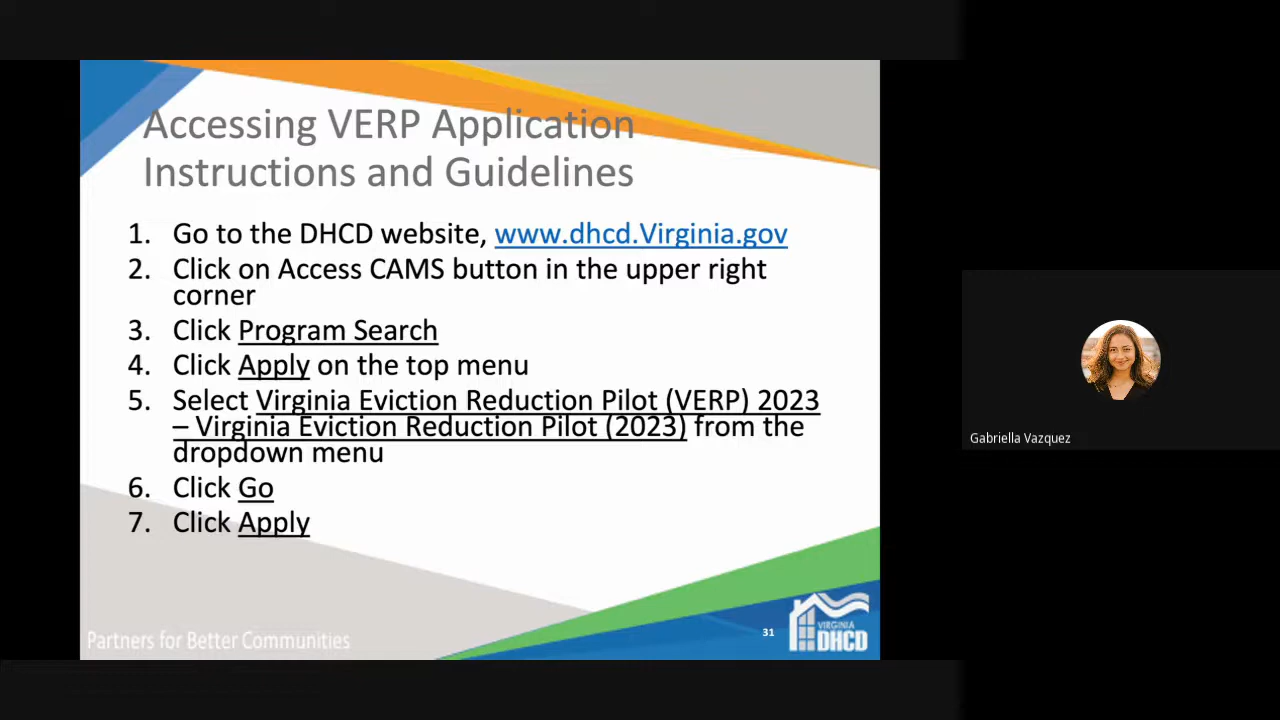 Accessing VERP Application
Instructions and Guidelines
1. Go to the DHCD website, www.dhcd.Virginia.gov
2. Click on Access CAMS button in the upper right
corner
3. Click Program Search
4. Click Apply on the top menu
5. Select Virginia Eviction Reduction Pilot (VERP) 2023
– Virginia Eviction Reduction Pilot (2023) from the
dropdown menu
6. Click Go
7. Click Apply
Partners for Better Communities
31
VIRGINIA
DHCD
Gabriella Vazquez